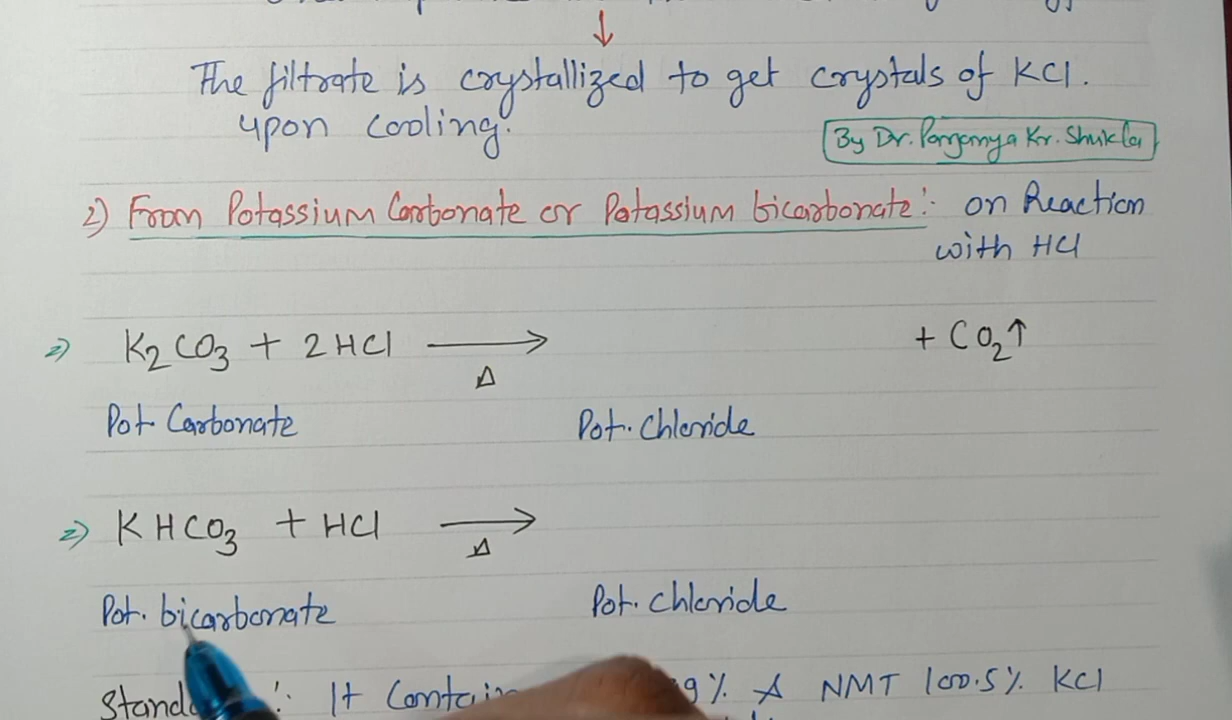 The filtrate is crystallized to get crystals of KCl.
upon cooling.
By Dr. Kr. Shukla
2) From Potassium Carbonate or Potassium bicarbonate:- on Reaction
with HCl
K2CO3 + 2HCl ⟶ + CO2↑
Δ
Pot. Carbonate Pot. Chloride
KHCO3 + HCl ⟶
Δ
Pot. bicarbonate Pot. Chloride
It 9% & NMT 100.5% KCl